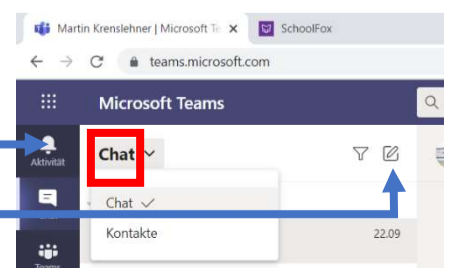 Martin Krenslehner | Microsoft Te
SchoolFox
teams.microsoft.com
Microsoft Teams
Aktivität
Chat
Chat
Kontakte
22.09
Teams